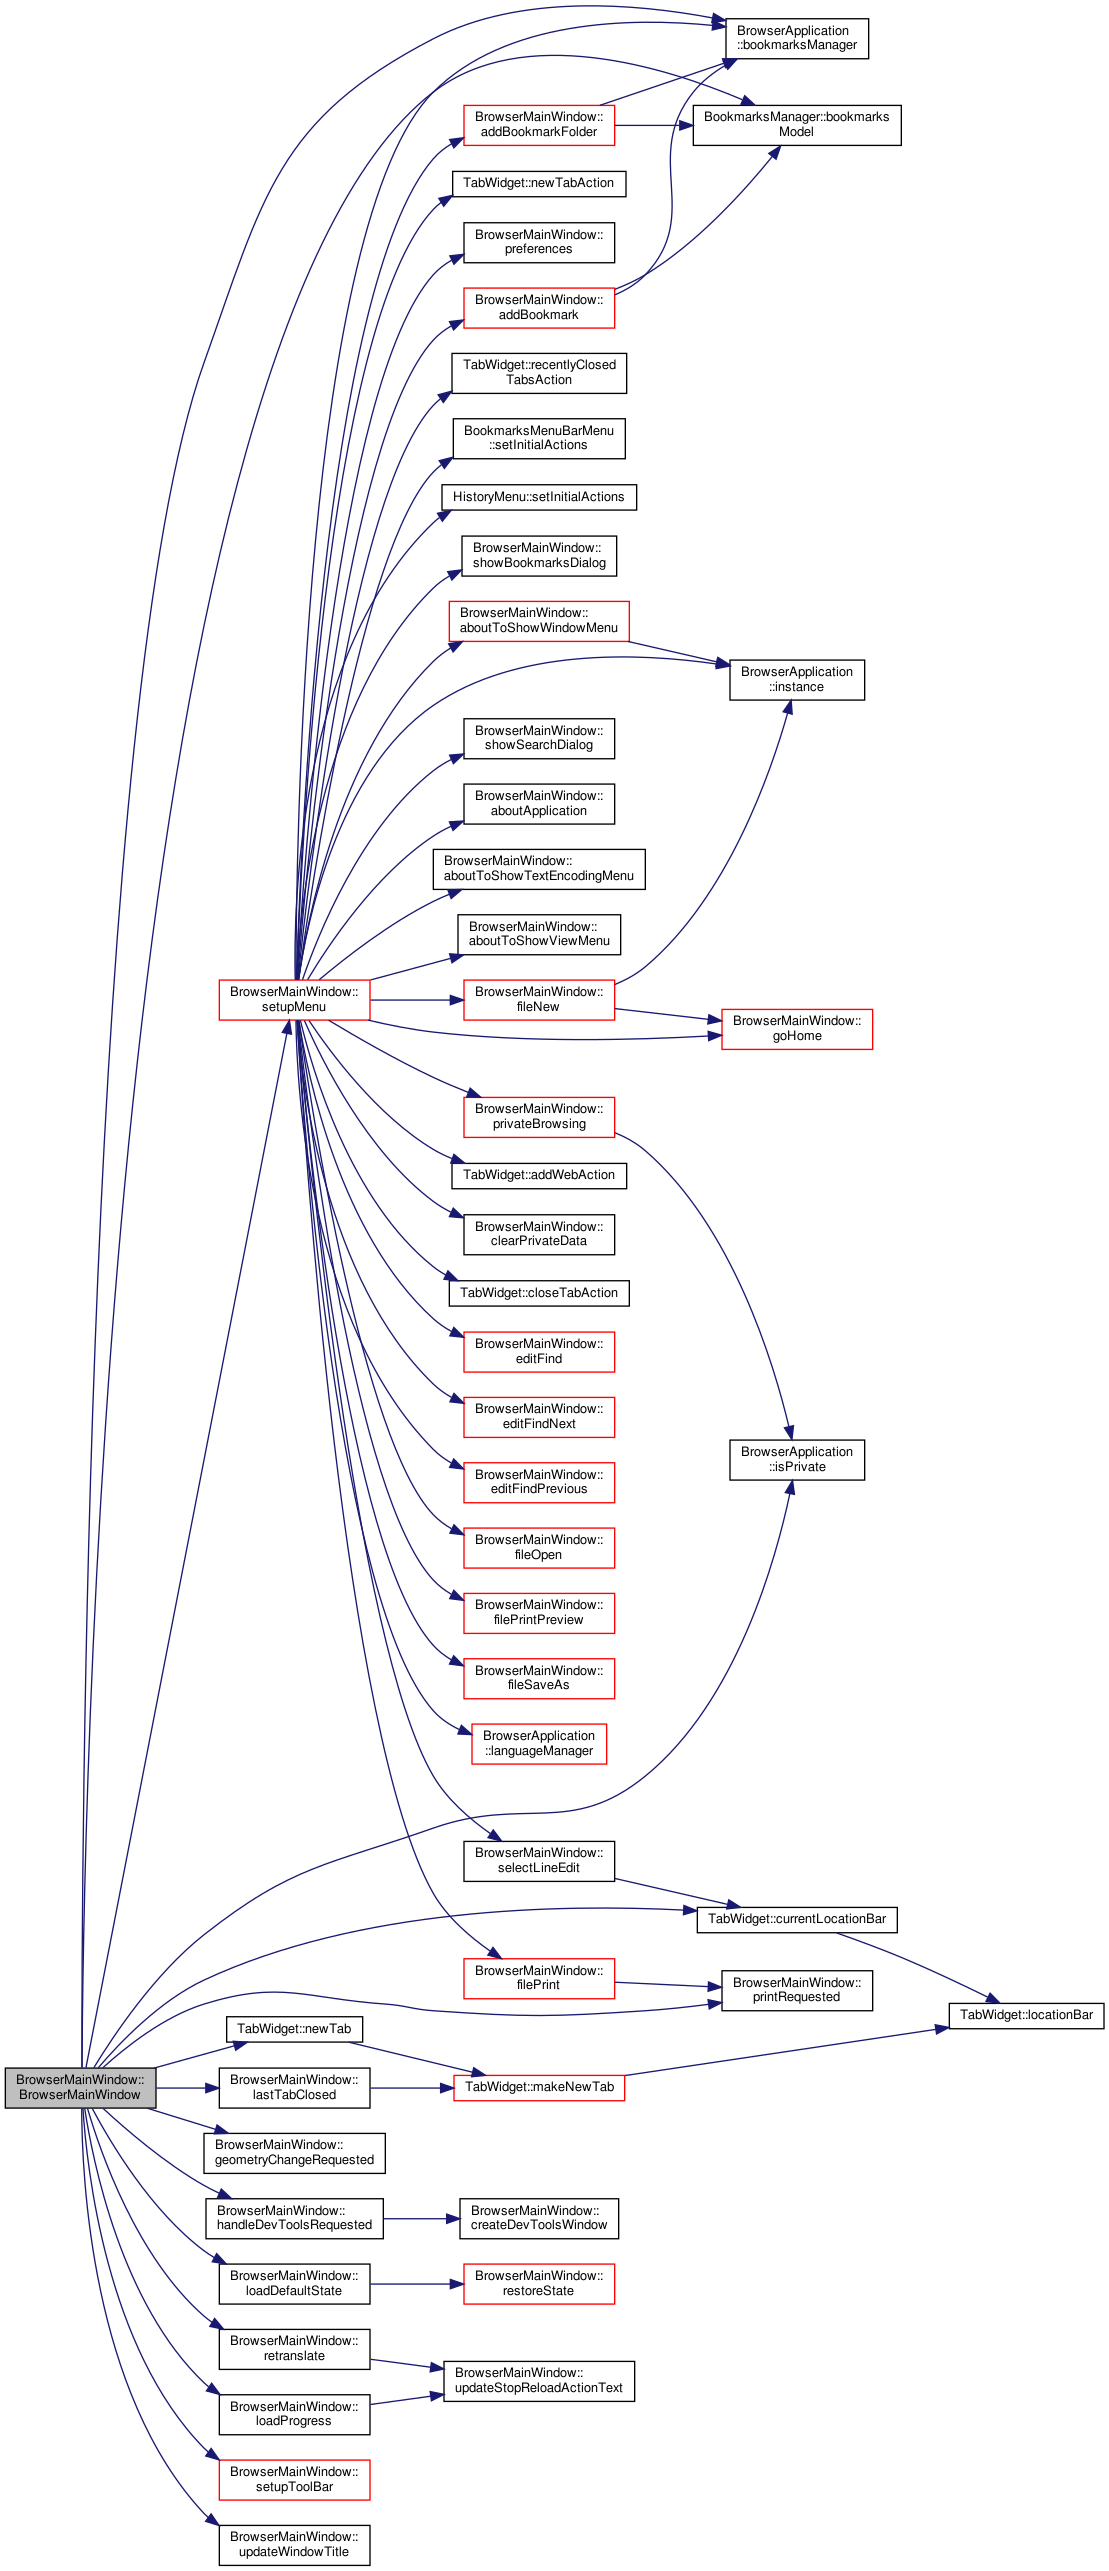 BrowserApplication
::bookmarksManager
BrowserMainWindow::
addBookmarkFolder
BookmarksManager::bookmarks
Model
TabWidget::newTabAction
BrowserMainWindow::
preferences
BrowserMainWindow::
addBookmark
TabWidget::recentlyClosed
TabsAction
BookmarksMenuBarMenu
::setInitialActions
HistoryMenu::setInitialActions
BrowserMainWindow::
showBookmarksDialog
BrowserMainWindow::
aboutToShowWindowMenu
BrowserApplication
::instance
BrowserMainWindow::
showSearchDialog
BrowserMainWindow::
aboutApplication
BrowserMainWindow::
aboutToShowTextEncodingMenu
BrowserMainWindow::
aboutToShowViewMenu
BrowserMainWindow::
setupMenu
BrowserMainWindow::
fileNew
BrowserMainWindow::
goHome
BrowserMainWindow::
privateBrowsing
TabWidget::addWebAction
BrowserMainWindow::
clearPrivateData
TabWidget::closeTabAction
BrowserMainWindow::
editFind
BrowserMainWindow::
editFindNext
BrowserApplication
::isPrivate
BrowserMainWindow::
editFindPrevious
BrowserMainWindow::
fileOpen
BrowserMainWindow::
filePrintPreview
BrowserMainWindow::
fileSaveAs
BrowserApplication
::languageManager
BrowserMainWindow::
selectLineEdit
TabWidget::currentLocationBar
BrowserMainWindow::
filePrint
BrowserMainWindow::
printRequested
TabWidget::locationBar
TabWidget::newTab
BrowserMainWindow::
BrowserMainWindow
BrowserMainWindow::
lastTabClosed
TabWidget::makeNewTab
BrowserMainWindow::
geometryChangeRequested
BrowserMainWindow::
handleDevToolsRequested
BrowserMainWindow::
createDevToolsWindow
BrowserMainWindow::
loadDefaultState
BrowserMainWindow::
restoreState
BrowserMainWindow::
retranslate
BrowserMainWindow::
updateStopReloadActionText
BrowserMainWindow::
loadProgress
BrowserMainWindow::
setupToolBar
BrowserMainWindow::
updateWindowTitle